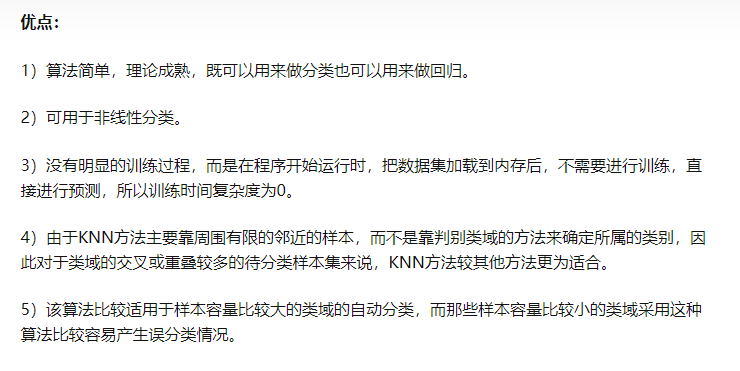 优点：
1）算法简单，理论成熟，既可以用来做分类也可以用来做回归。
2）可用于非线性分类。
3）没有明显的训练过程，而是在程序开始运行时，把数据集加载到内存后，不需要进行训练，直
接进行预测，所以训练时间复杂度为0。
4）由于KNN方法主要靠周围有限的邻近的样本，而不是靠判别类域的方法来确定所属的类别，因
此对于类域的交叉或重叠较多的待分类样本集来说，KNN方法较其他方法更为适合。
5）该算法比较适用于样本容量比较大的类域的自动分类，而那些样本容量比较小的类域采用这种
算法比较容易产生误分类情况。